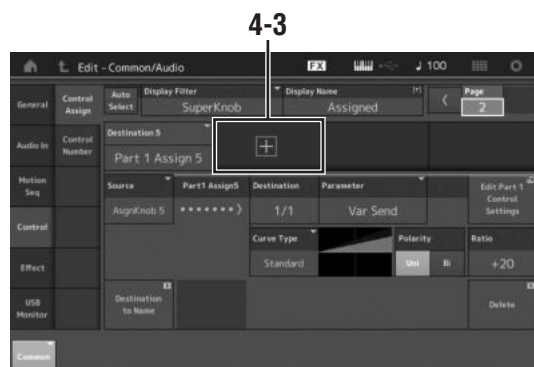 4-3
Edit - Common/Audio FX 100
General Control Assign Auto Select Display Filter SuperKnob Display Name Assigned Page 2
Audio In Control Number Destination 5 Part 1 Assign 5
Motion Seq Source AsgnKnob 5 Part1 Assign5 Destination 1/1 Parameter Var Send Edit Part 1 Control Settings
Control Curve Type Standard Polarity Uni Bi Ratio +20
Effect
USB Monitor Destination to Name Delete
Common